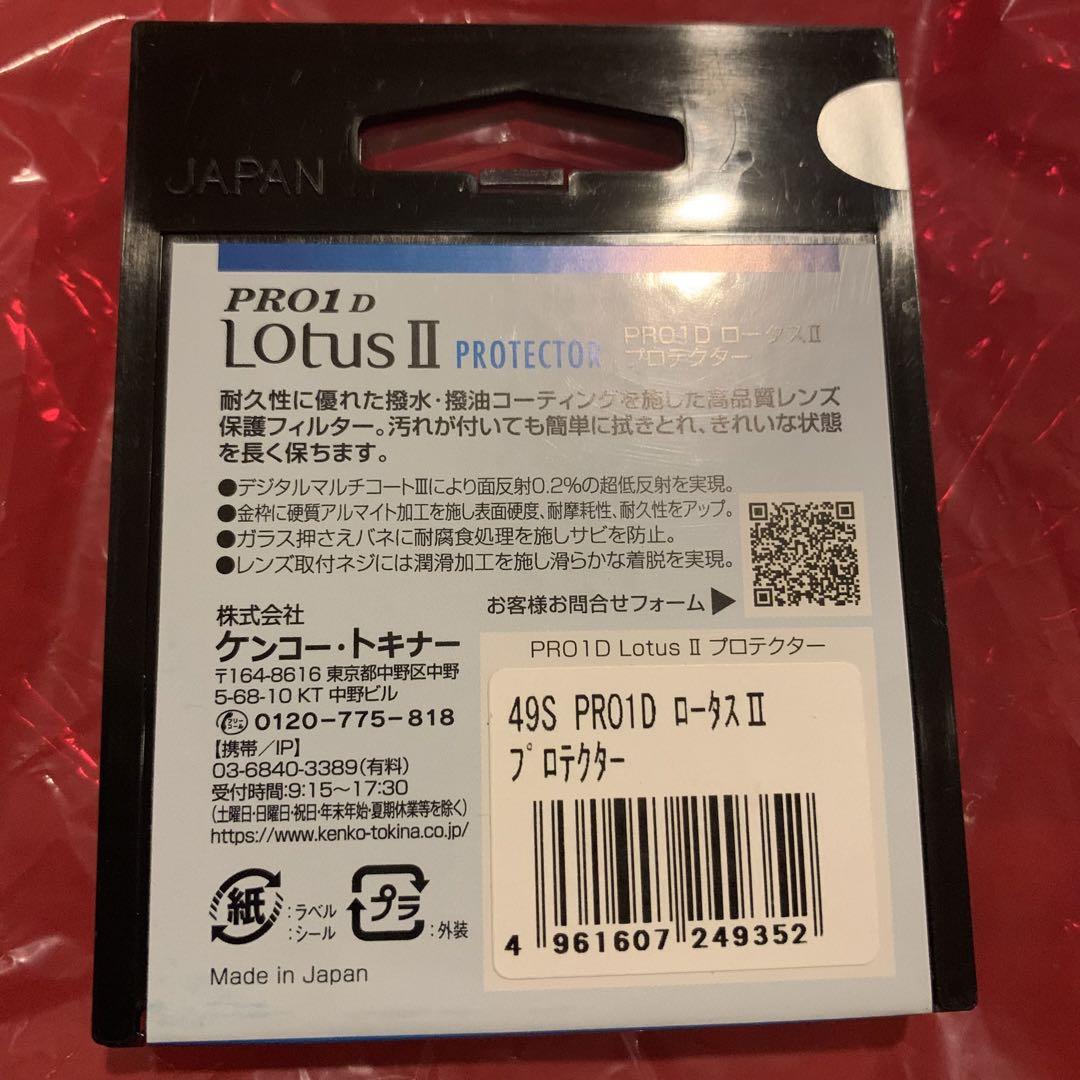 JAPAN
PRO1 D
LOtus II PROTECTOR
PRO1D ロータスⅡ
プロテクター
耐久性に優れた撥水・撥油コーティングを施した高品質レンズ
保護フィルター。汚れが付いても簡単に拭きとれ、きれいな状態
を長く保ちます。
●デジタルマルチコートⅢにより面反射0.2%の超低反射を実現。
●金枠に硬質アルマイト加工を施し表面硬度、耐摩耗性、耐久性をアップ。
●ガラス押さえバネに耐腐食処理を施しサビを防止。
●レンズ取付ネジには潤滑加工を施し滑らかな着脱を実現。
お客様お問合せフォーム▶
株式会社
ケンコー・トキナー
〒164-8616 東京都中野区中野
5-68-10 KT 中野ビル
フリーコール 0120-775-818
【携帯/IP】
03-6840-3389(有料)
受付時間:9:15〜17:30
(土曜日・日曜日・祝日・年末年始・夏期休業等を除く)
https://www.kenko-tokina.co.jp/
紙 :ラベル
:シール
プラ :外装
Made in Japan
PRO1D Lotus Ⅱ プロテクター
49S PRO1D ロータスⅡ
プロテクター
4 961607 249352